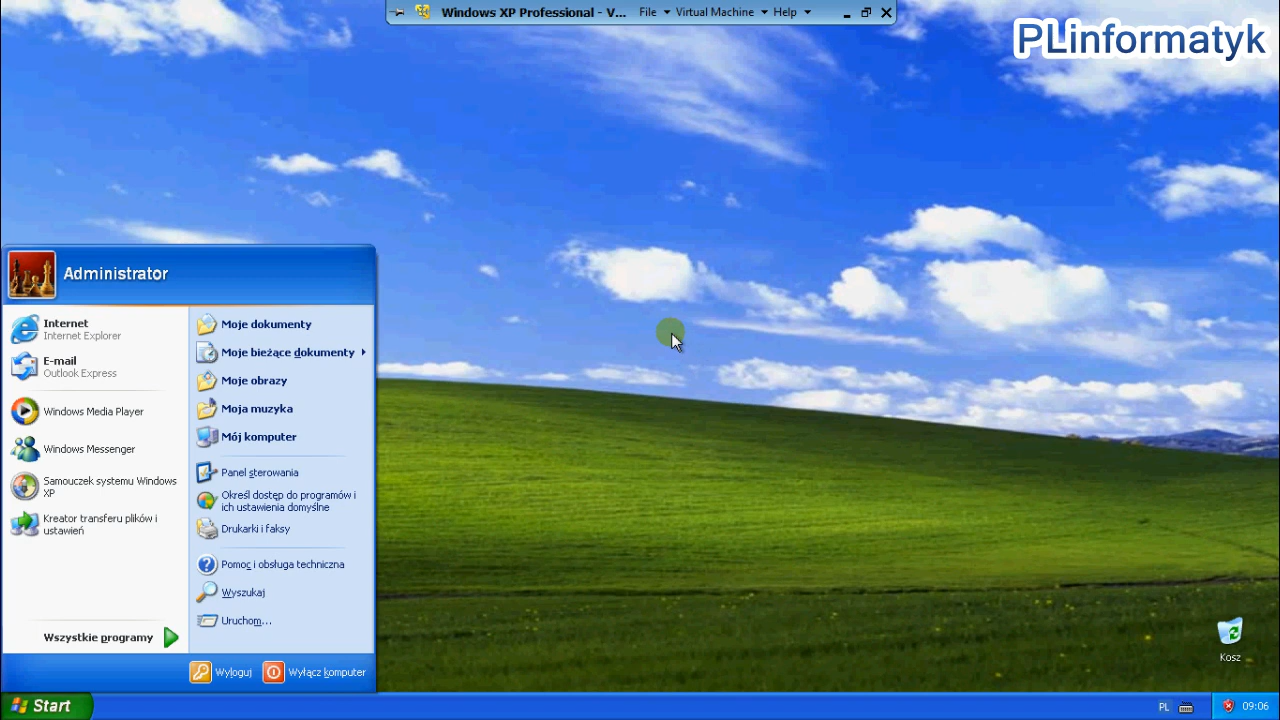 Windows XP Professional - V... File Virtual Machine Help
PLinformatyk
Administrator
Internet
Internet Explorer
E-mail
Outlook Express
Windows Media Player
Windows Messenger
Samouczek systemu Windows
XP
Kreator transferu plików i
ustawień
Wszystkie programy
Moje dokumenty
Moje bieżące dokumenty
Moje obrazy
Moja muzyka
Mój komputer
Panel sterowania
Określ dostęp do programów i
ich ustawienia domyślne
Drukarki i faksy
Pomoc i obsługa techniczna
Wyszukaj
Uruchom...
Wyloguj Wyłącz komputer
Kosz
Start
PL 09:06